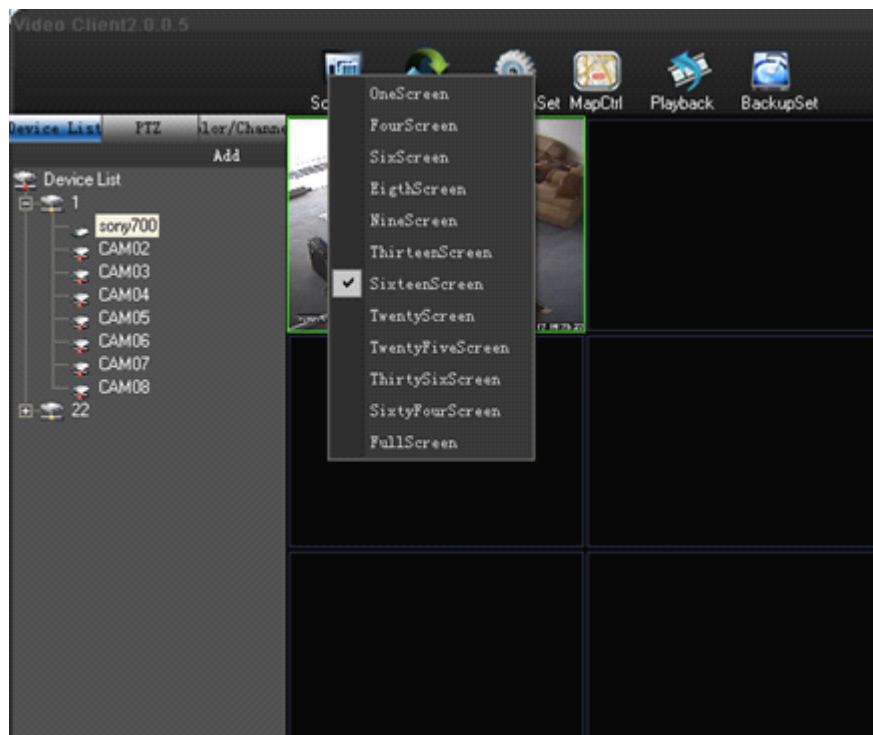 Video Client2.0.0.5
Set MapCtrl Playback BackupSet
Device List PTZ
Add
Device List
1
sony700
CAM02
CAM03
CAM04
CAM05
CAM06
CAM07
CAM08
22
OneScreen
FourScreen
SixScreen
EigthScreen
NineScreen
ThirteenScreen
SixteenScreen
TwentyScreen
TwentyFiveScreen
ThirtySixScreen
SixtyFourScreen
FullScreen